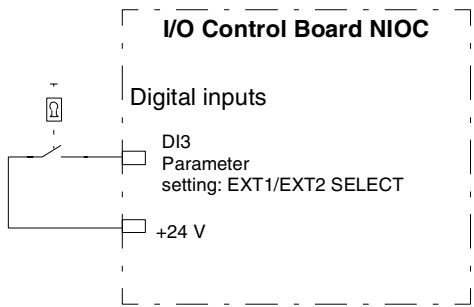 I/O Control Board NIOC
Digital inputs
DI3
Parameter
setting: EXT1/EXT2 SELECT
+24 V